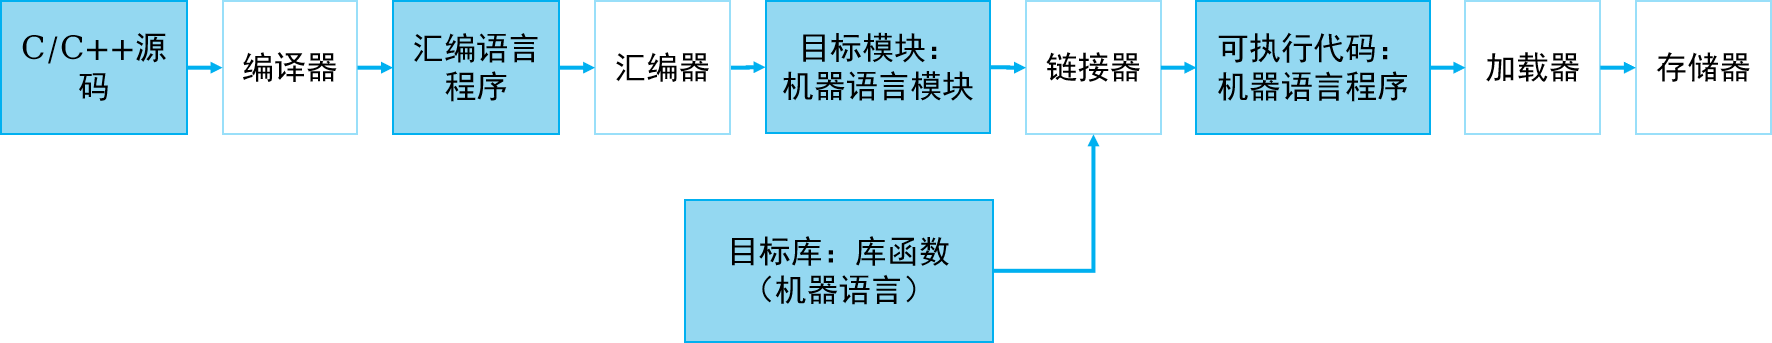 C/C++源
码
编译器
汇编语言
程序
汇编器
目标模块：
机器语言模块
链接器
可执行代码：
机器语言程序
加载器
存储器
目标库：库函数
（机器语言）